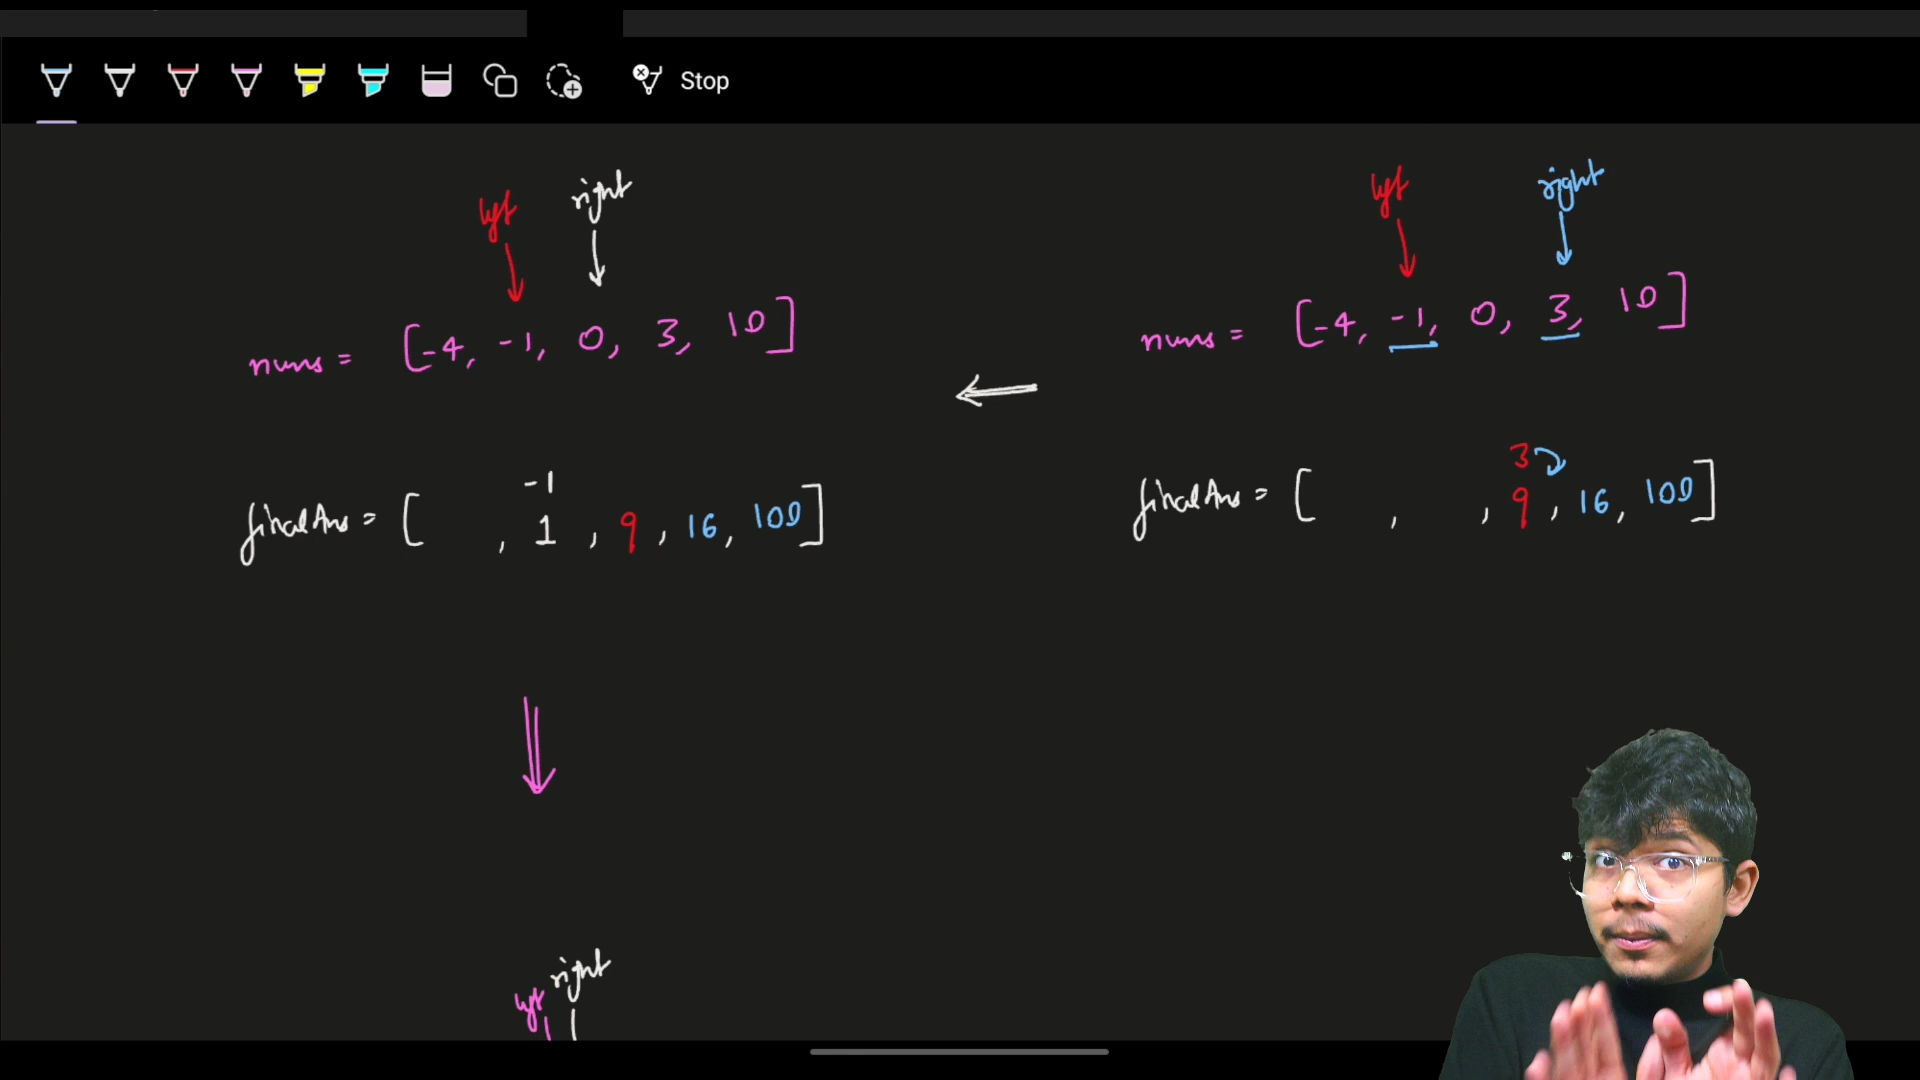 Stop
left right
nums = [-4, -1, 0, 3, 10]
-1
finalAns = [ , 1 , 9 , 16, 100]
left right
nums = [-4, -1, 0, 3, 10]
3
finalAns = [ , , 9 , 16, 100]
right
left